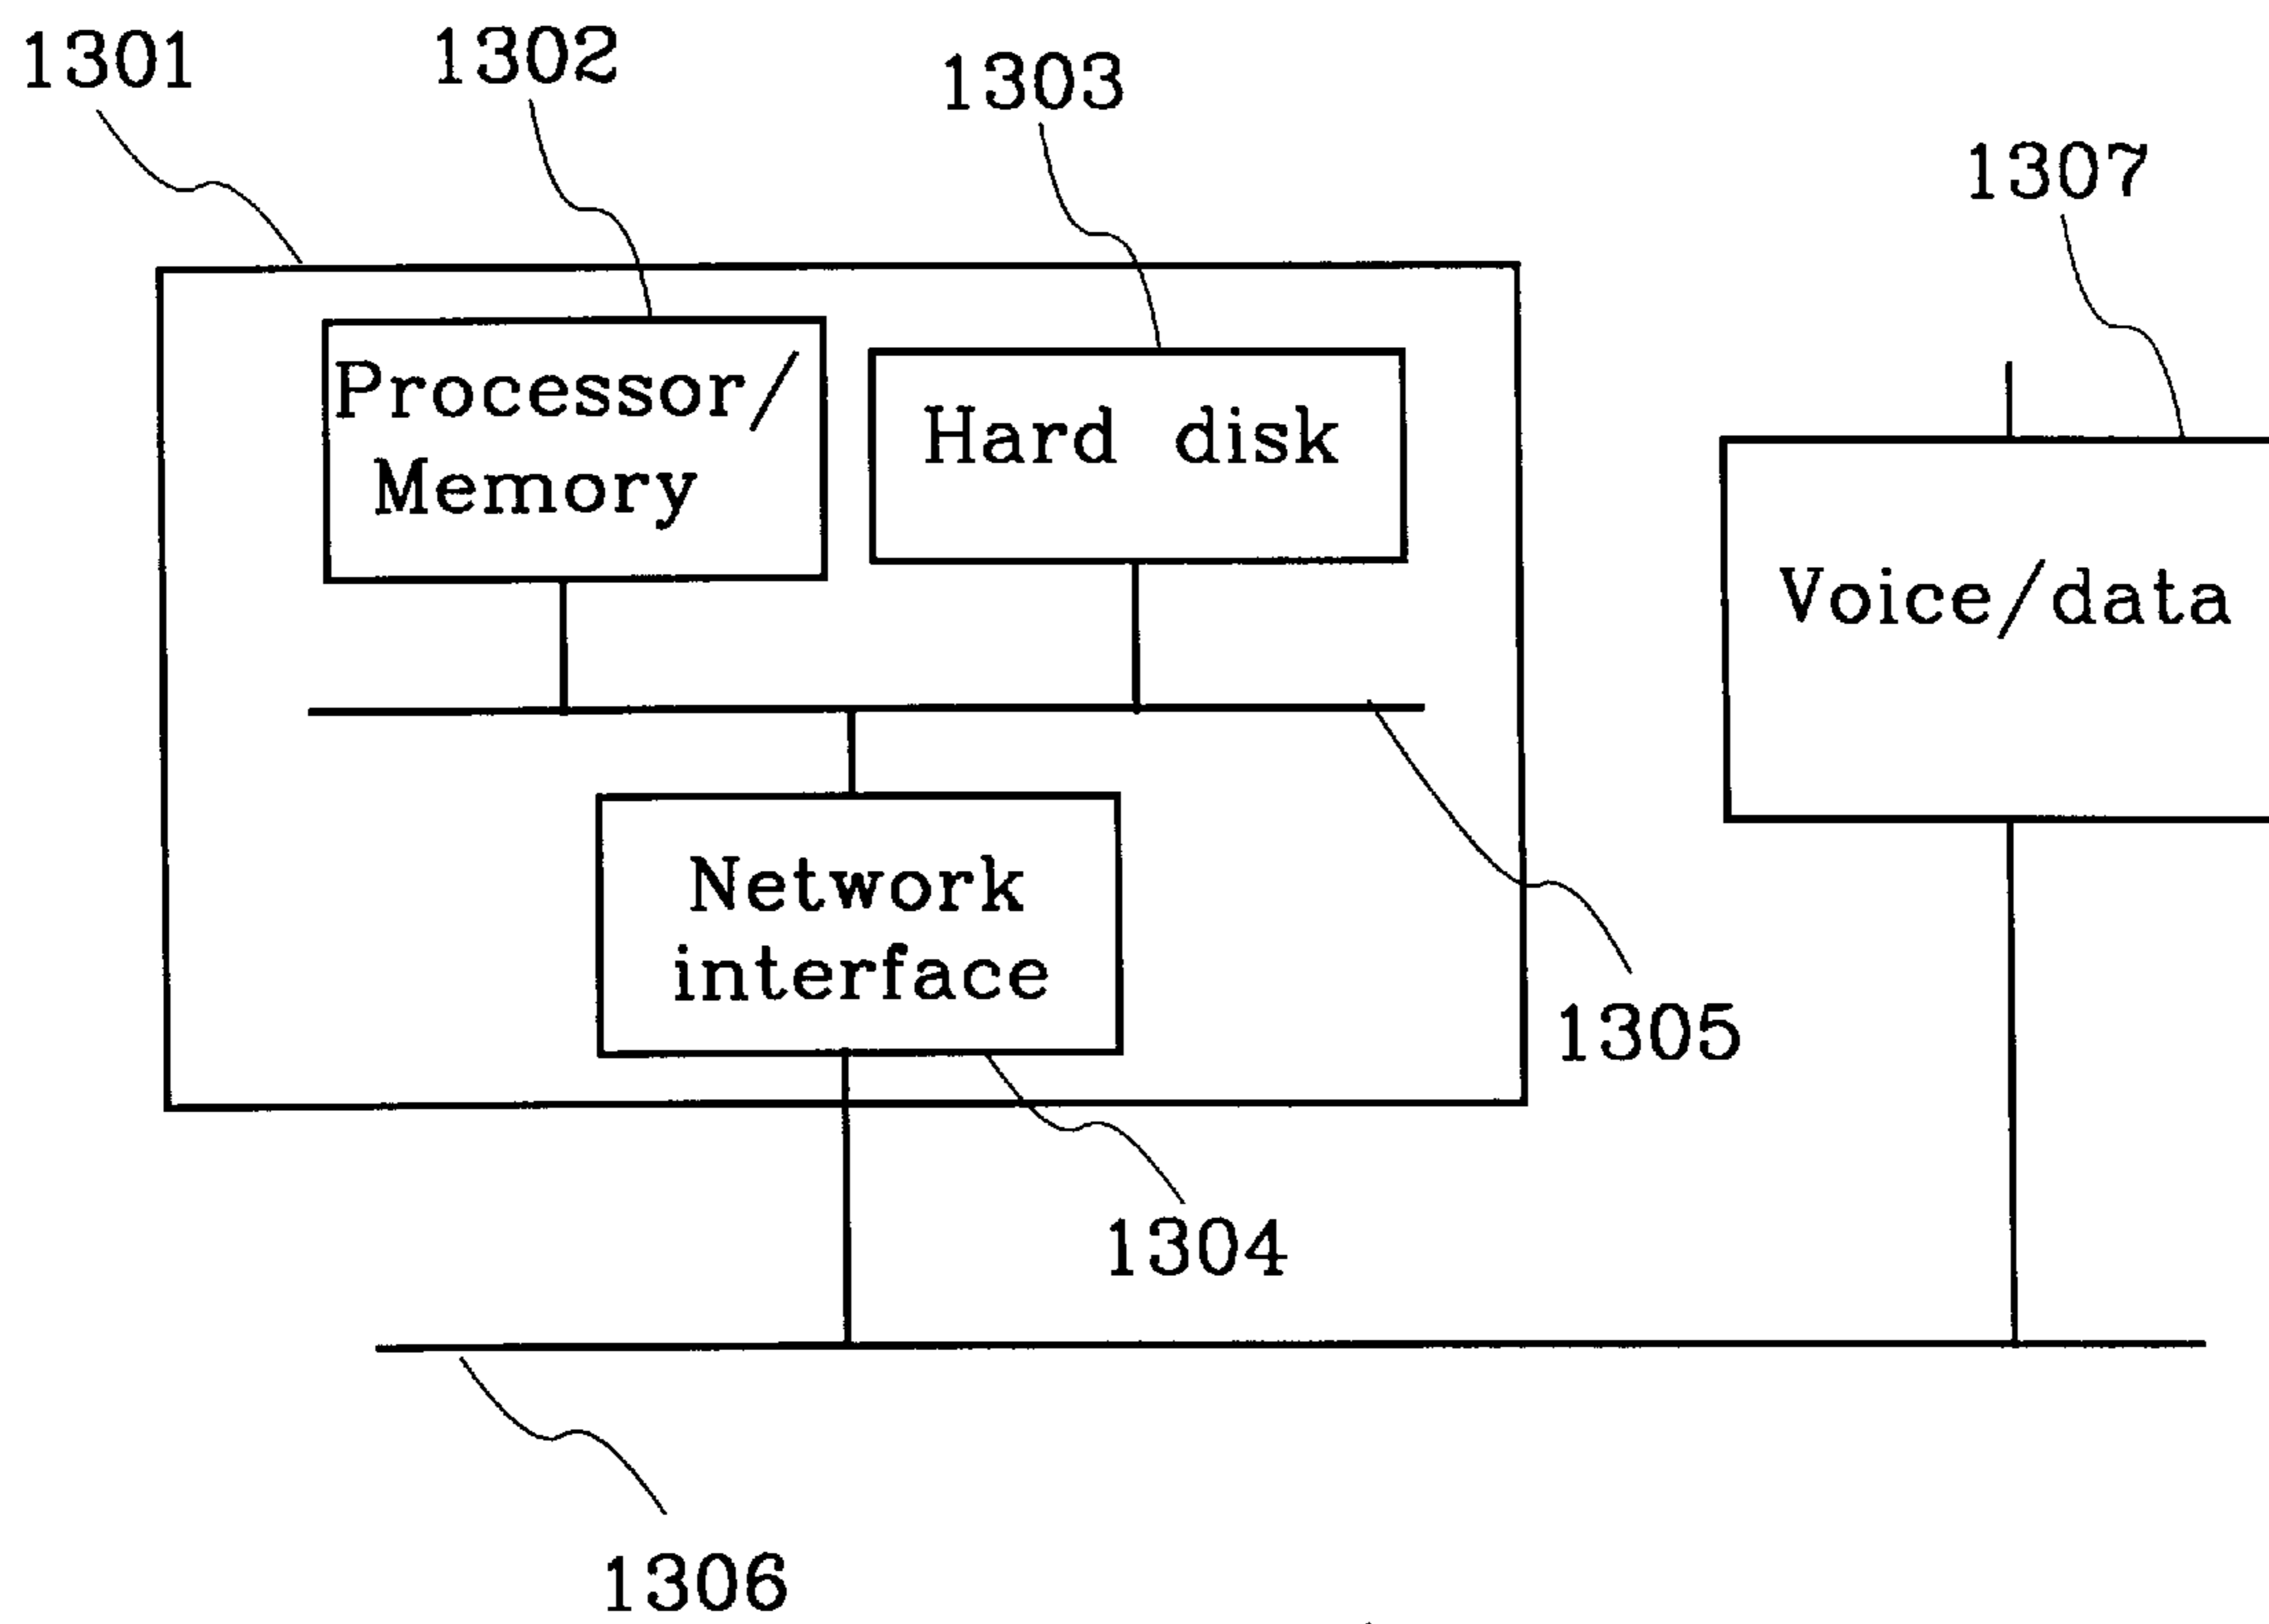 1301
1302
1303
1307
Processor/
Memory
Hard disk
Voice/data
Network
interface
1305
1304
1306